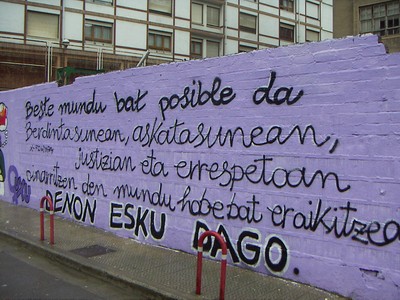 Beste mundu bat posible da
Berdintasunean, askatasunean,
justizian eta errespetoan
oinarritzen den mundu hobe bat eraikitzea
DENON ESKU DAGO.